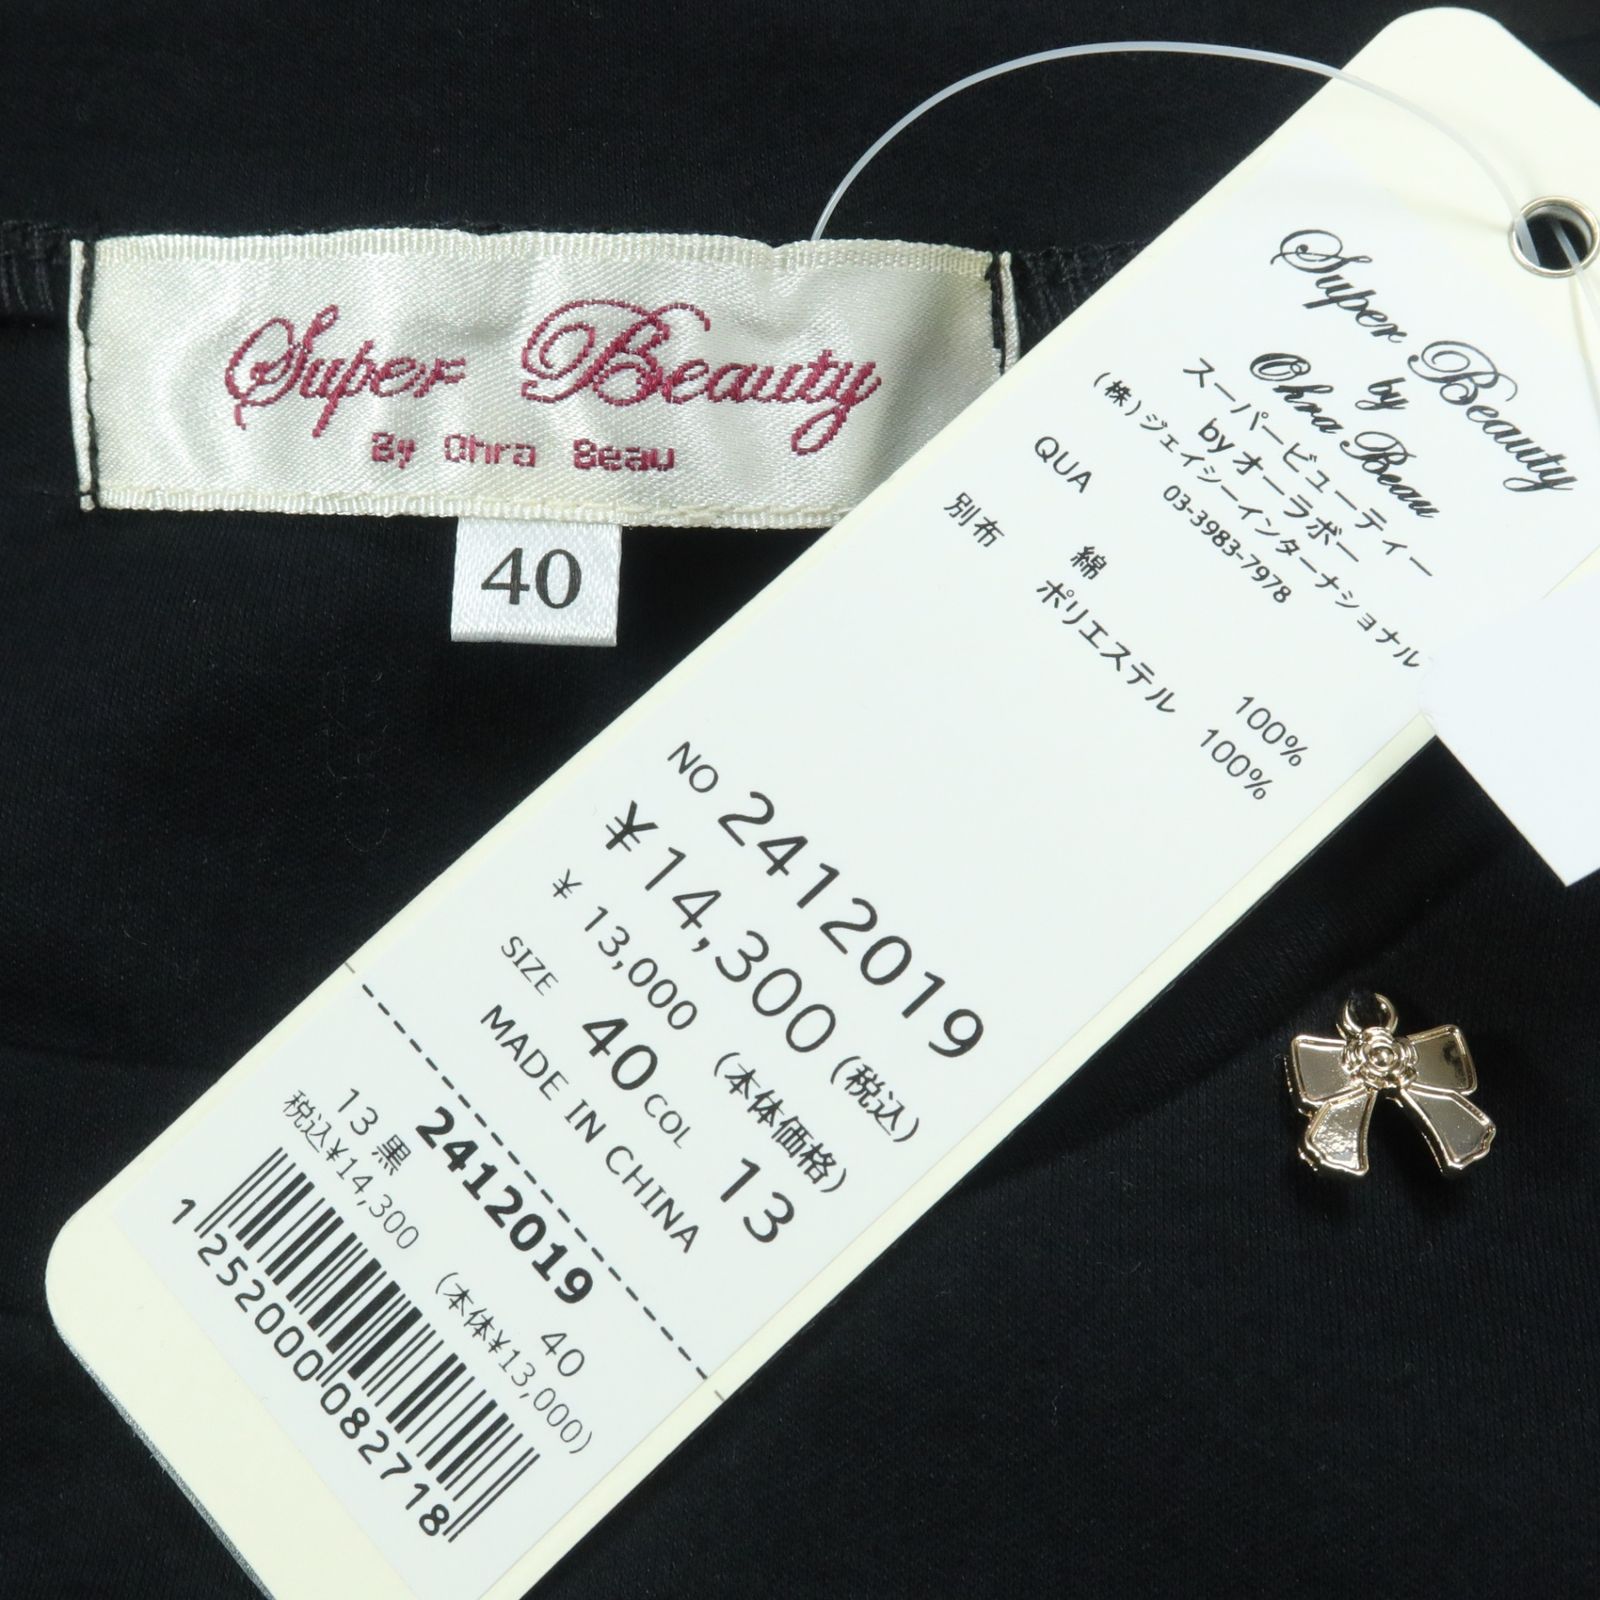 Super Beauty
By Ohra Beau
40
Super Beauty
by
Ohra Beau
スーパービューティー
by オーラボー
(株)ジェイシーインターナショナル
03-3983-7978
QUA
綿 100%
別布 ポリエステル 100%
NO 2412019
¥14,300(税込)
¥13,000(本体価格)
SIZE 40 COL 13
MADE IN CHINA
13 黒 2412019 40
税込¥14,300 (本体¥13,000)
1252000082718